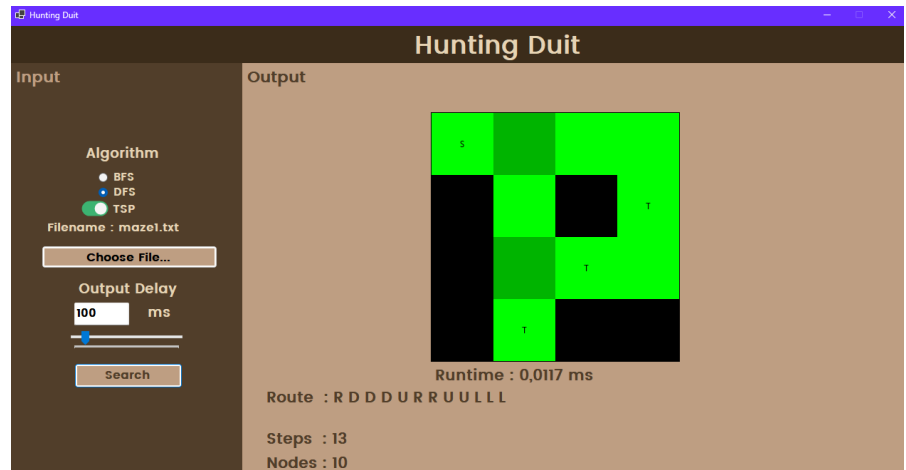 Hunting Duit
Hunting Duit
Input
Output
Algorithm
BFS
DFS
TSP
Filename : maze1.txt
Choose File...
Output Delay
100 ms
Search
S
T
T
T
Runtime : 0,0117 ms
Route : R D D D U R R U U L L L
Steps : 13
Nodes : 10